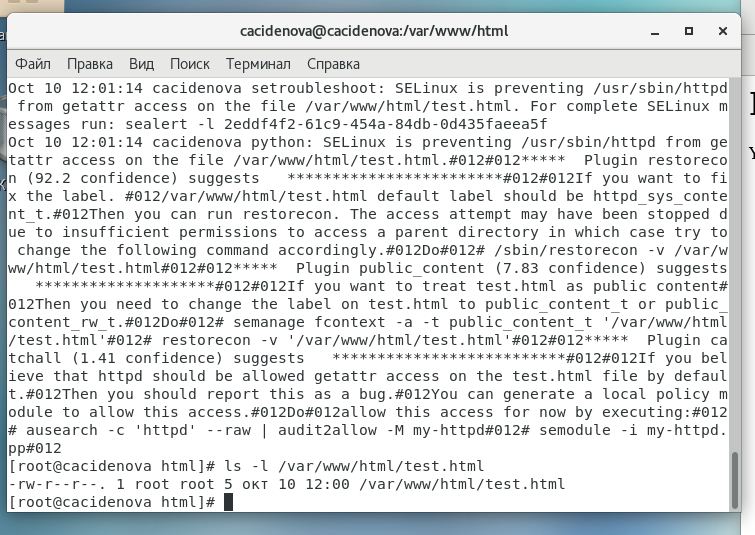 cacidenova@cacidenova:/var/www/html
Файл Правка Вид Поиск Терминал Справка
Oct 10 12:01:14 cacidenova setroubleshoot: SELinux is preventing /usr/sbin/httpd
 from getattr access on the file /var/www/html/test.html. For complete SELinux m
essages run: sealert -l 2eddf4f2-61c9-454a-84db-0d435faeea5f
Oct 10 12:01:14 cacidenova python: SELinux is preventing /usr/sbin/httpd from ge
tattr access on the file /var/www/html/test.html.#012#012*****  Plugin restoreco
n (92.2 confidence) suggests   ************************#012#012If you want to fi
x the label. #012/var/www/html/test.html default label should be httpd_sys_conte
nt_t.#012Then you can run restorecon. The access attempt may have been stopped d
ue to insufficient permissions to access a parent directory in which case try to
 change the following command accordingly.#012Do#012# /sbin/restorecon -v /var/w
ww/html/test.html#012#012*****  Plugin public_content (7.83 confidence) suggests
   ********************#012#012If you want to treat test.html as public content#
012Then you need to change the label on test.html to public_content_t or public_
content_rw_t.#012Do#012# semanage fcontext -a -t public_content_t '/var/www/html
/test.html'#012# restorecon -v '/var/www/html/test.html'#012#012*****  Plugin ca
tchall (1.41 confidence) suggests   **************************#012#012If you bel
ieve that httpd should be allowed getattr access on the test.html file by defaul
t.#012Then you should report this as a bug.#012You can generate a local policy m
odule to allow this access.#012Do#012allow this access for now by executing:#012
# ausearch -c 'httpd' --raw | audit2allow -M my-httpd#012# semodule -i my-httpd.
pp#012
[root@cacidenova html]# ls -l /var/www/html/test.html
-rw-r--r--. 1 root root 5 окт 10 12:00 /var/www/html/test.html
[root@cacidenova html]#